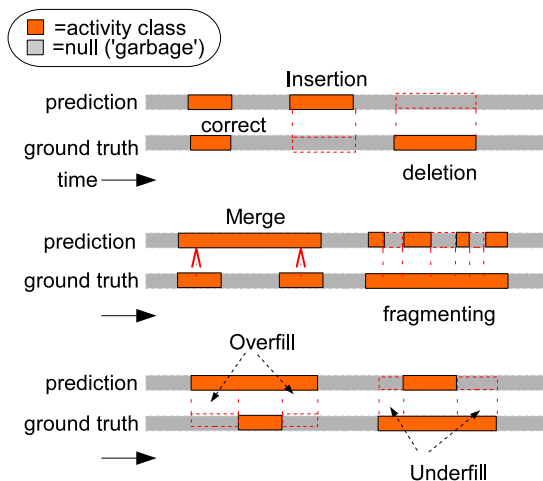 =activity class
=null ('garbage')
Insertion
prediction
correct
ground truth
time
deletion
Merge
prediction
ground truth
fragmenting
Overfill
prediction
ground truth
Underfill